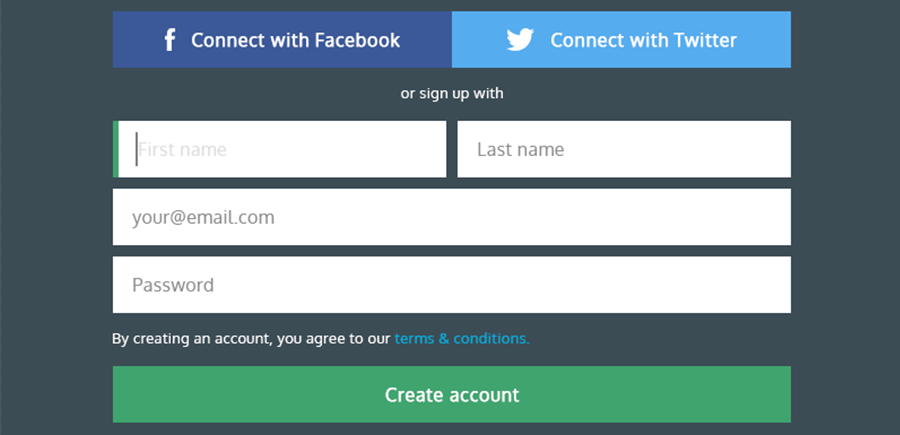 Connect with Facebook
Connect with Twitter
or sign up with
First name
Last name
your@email.com
Password
By creating an account, you agree to our terms & conditions.
Create account